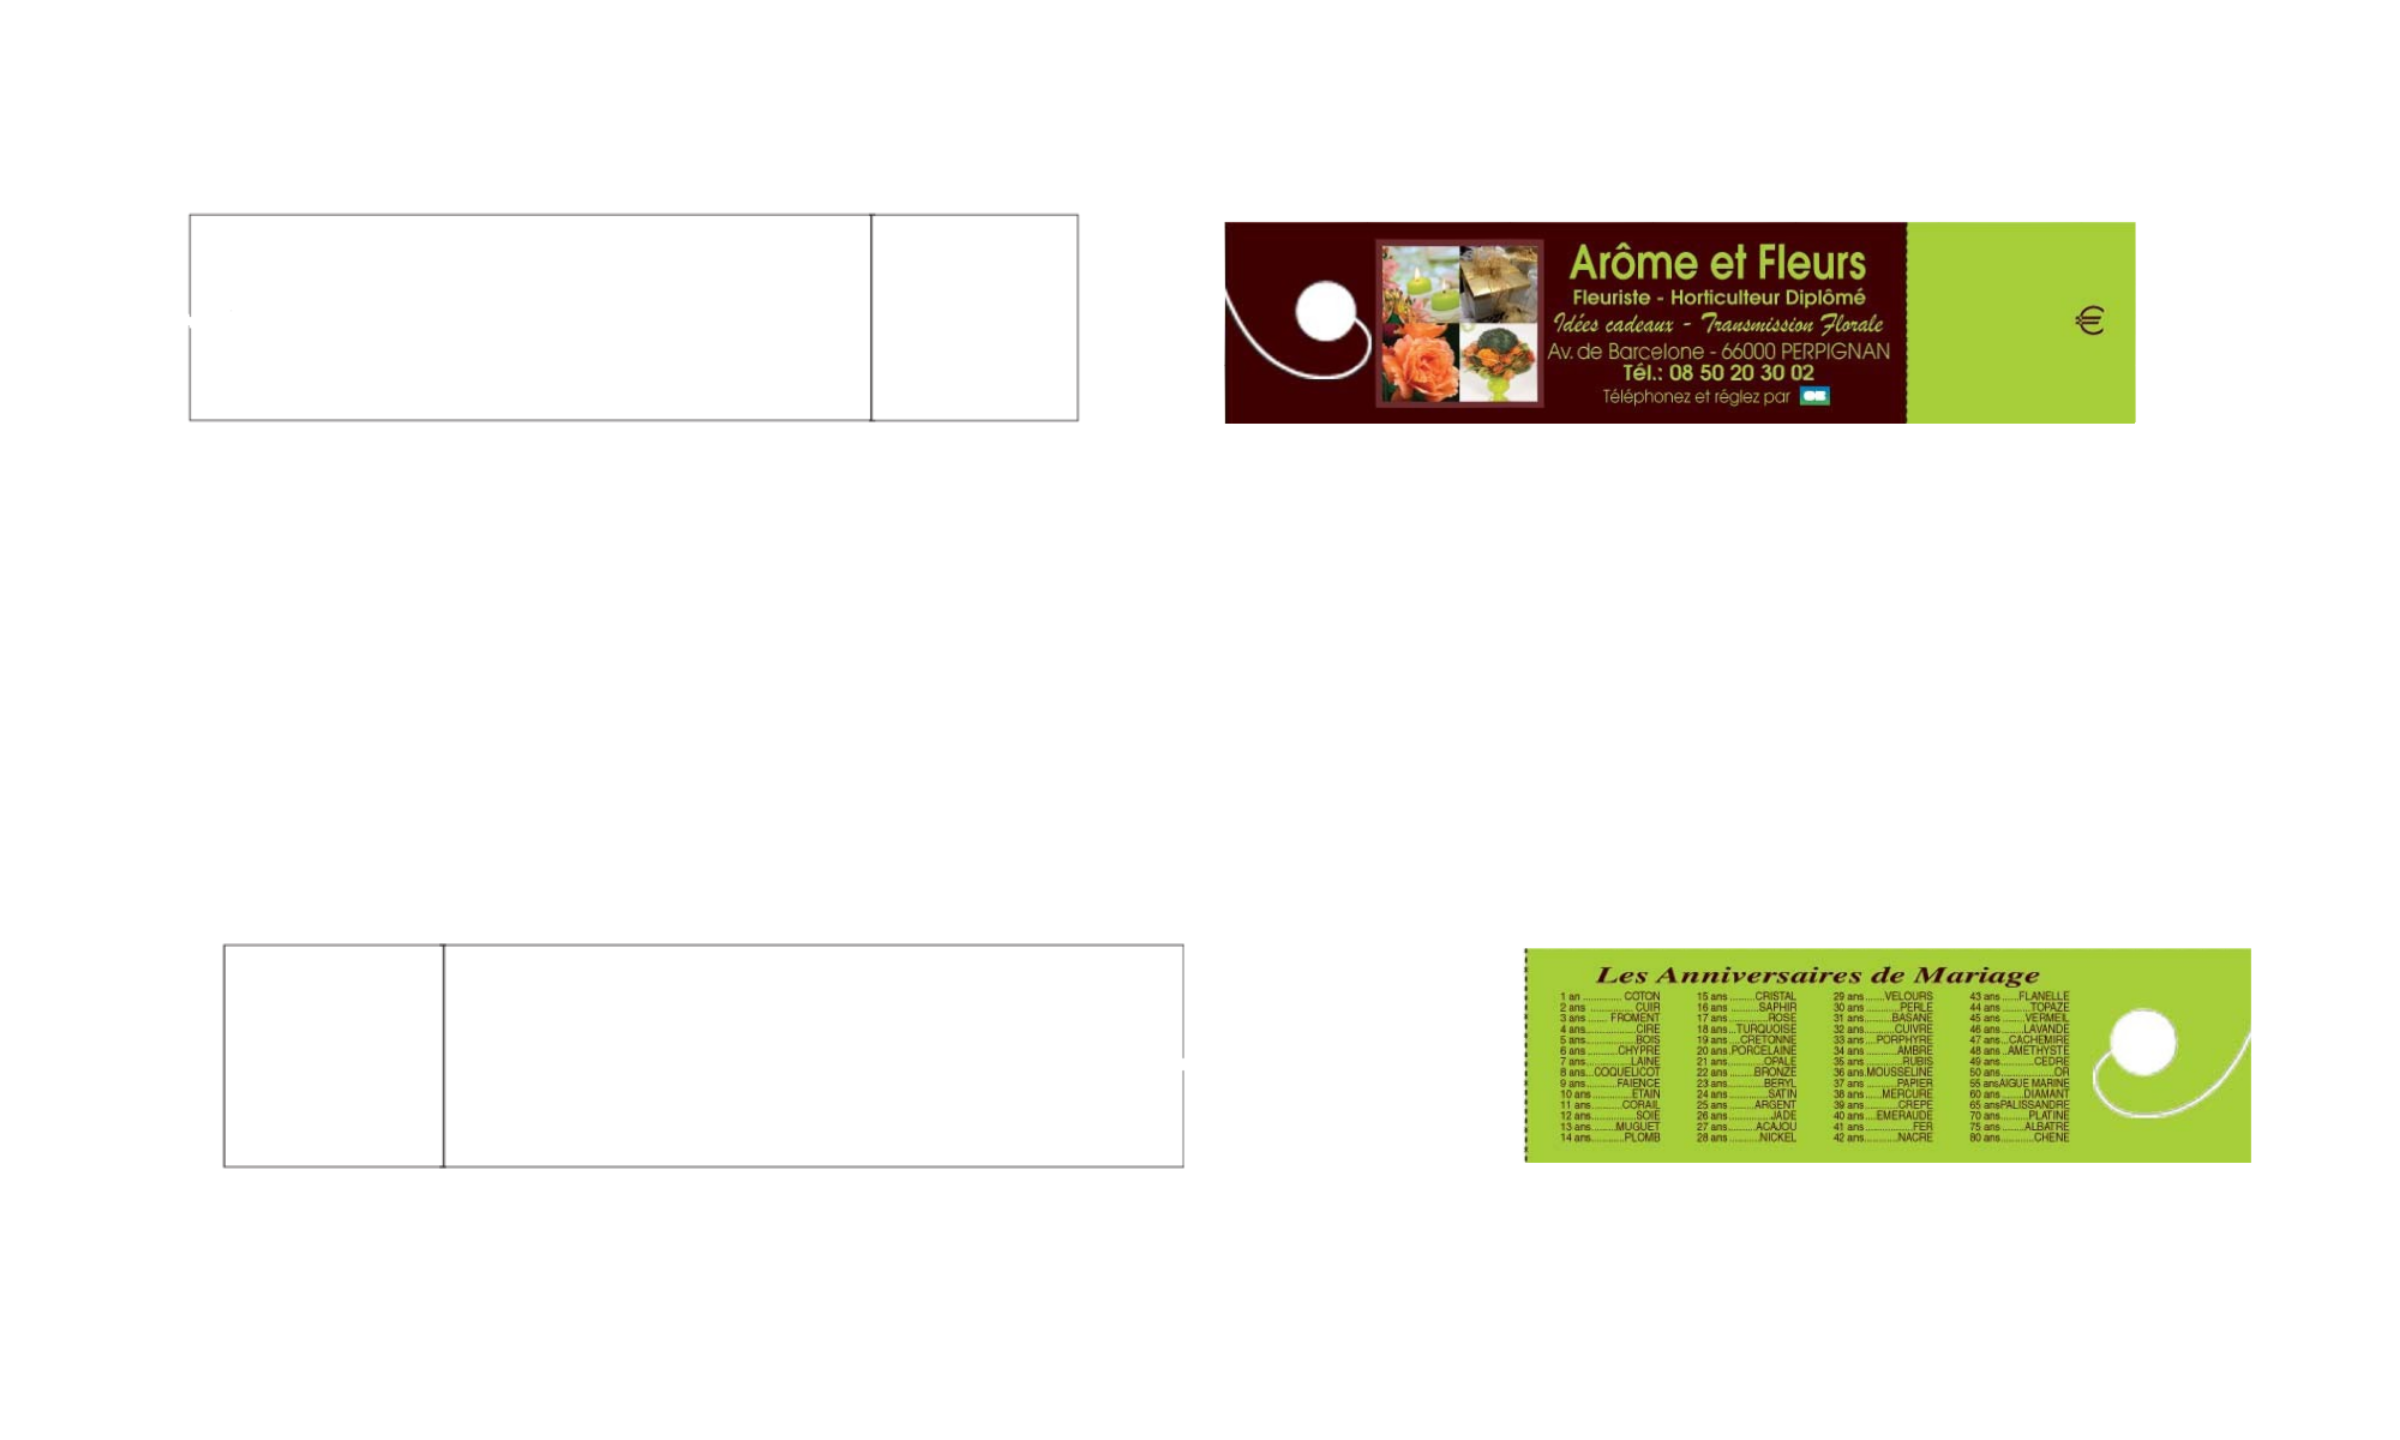 Arôme et Fleurs
Fleuriste - Horticulteur Diplômé
Idées cadeaux - Transmission Florale
Av. de Barcelone - 66000 PERPIGNAN
Tél.: 08 50 20 30 02
Téléphonez et réglez par CB
€
Les Anniversaires de Mariage
1 an .............. COTON
2 ans .............. CUIR
3 ans ....... FROMENT
4 ans.................CIRE
5 ans.................BOIS
6 ans ..........CHYPRE
7 ans...............LAINE
8 ans...COQUELICOT
9 ans...........FAIENCE
10 ans..............ETAIN
11 ans...........CORAIL
12 ans...............SOIE
13 ans.........MUGUET
14 ans............PLOMB
15 ans .........CRISTAL
16 ans ..........SAPHIR
17 ans...............ROSE
18 ans...TURQUOISE
19 ans ....CRETONNE
20 ans.PORCELAINE
21 ans..............OPALE
22 ans .........BRONZE
23 ans..............BERYL
24 ans ..............SATIN
25 ans ..........ARGENT
26 ans ................JADE
27 ans...........ACAJOU
28 ans ...........NICKEL
29 ans.......VELOURS
30 ans .............PERLE
31 ans..........BASANE
32 ans...........CUIVRE
33 ans....PORPHYRE
34 ans ............AMBRE
35 ans ..............RUBIS
36 ans.MOUSSELINE
37 ans ...........PAPIER
38 ans ......MERCURE
39 ans .............CREPE
40 ans....EMERAUDE
41 ans ...................FER
42 ans............NACRE
43 ans ......FLANELLE
44 ans ..........TOPAZE
45 ans ........VERMEIL
46 ans ........LAVANDE
47 ans...CACHEMIRE
48 ans ..AMETHYSTE
49 ans............CEDRE
50 ans....................OR
55 ansAIGUE MARINE
60 ans ........DIAMANT
65 ansPALISSANDRE
70 ans..........PLATINE
75 ans .........ALBATRE
80 ans............CHENE